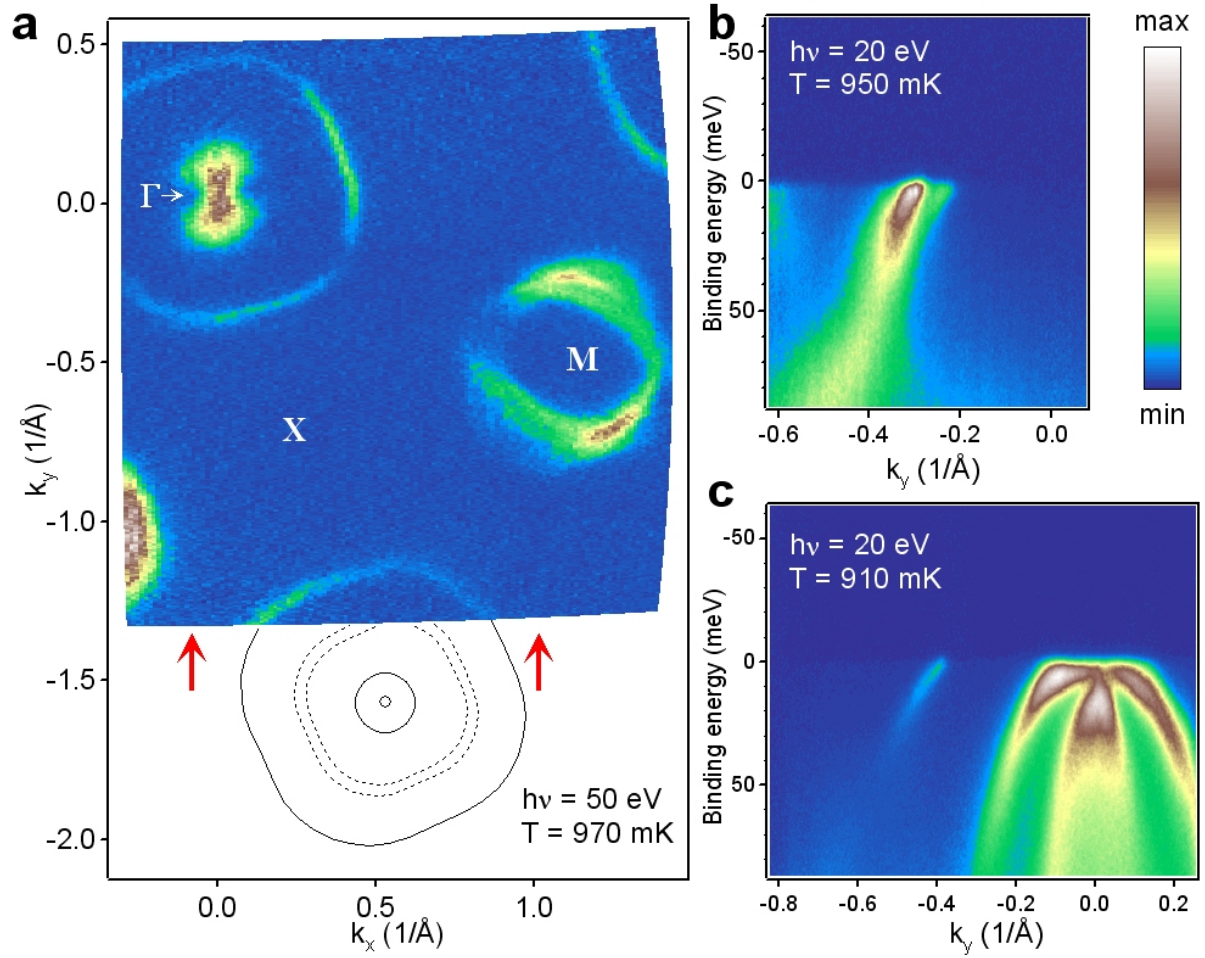 a
0.5
0.0
-0.5
-1.0
-1.5
-2.0
k_y (1/Å)
Γ→
M
X
hν = 50 eV
T = 970 mK
0.0 0.5 1.0
k_x (1/Å)
b
hν = 20 eV
T = 950 mK
-50
0
50
Binding energy (meV)
-0.6 -0.4 -0.2 0.0
k_y (1/Å)
max
min
c
hν = 20 eV
T = 910 mK
-50
0
50
Binding energy (meV)
-0.8 -0.6 -0.4 -0.2 0.0 0.2
k_y (1/Å)